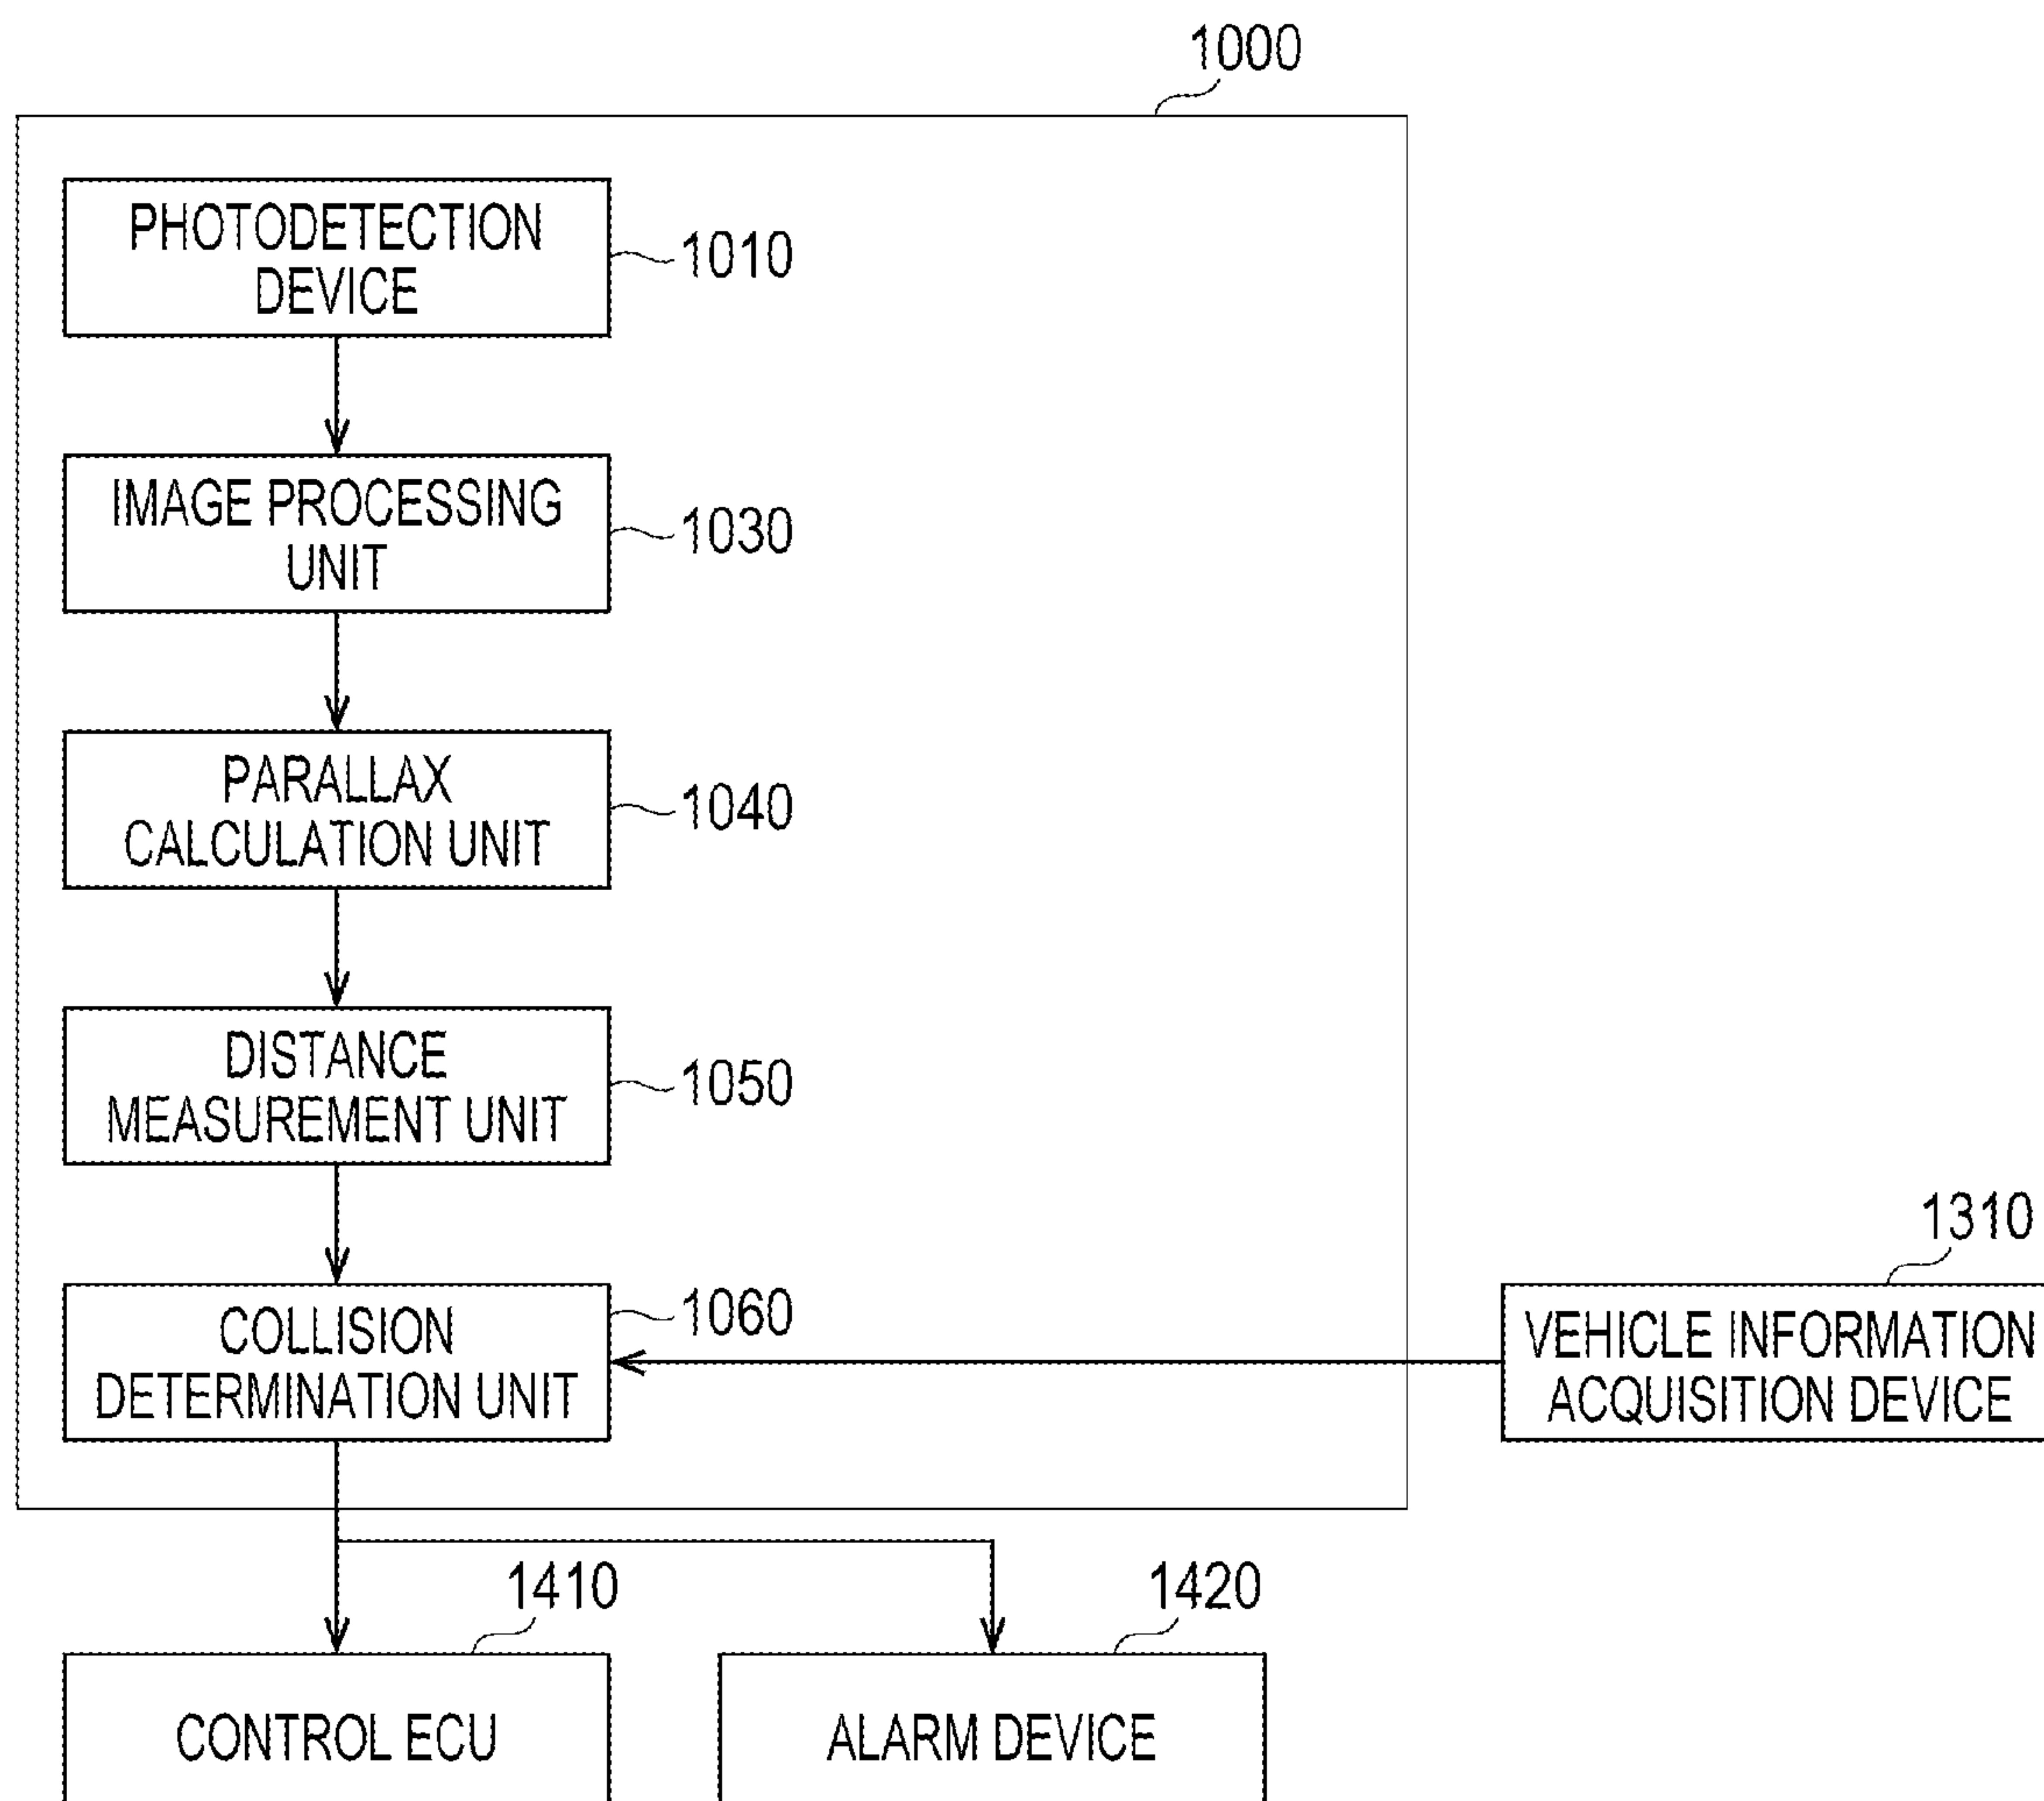 1000
PHOTODETECTION
DEVICE
1010
IMAGE PROCESSING
UNIT
1030
PARALLAX
CALCULATION UNIT
1040
DISTANCE
MEASUREMENT UNIT
1050
COLLISION
DETERMINATION UNIT
1060
1310
VEHICLE INFORMATION
ACQUISITION DEVICE
1410
CONTROL ECU
1420
ALARM DEVICE